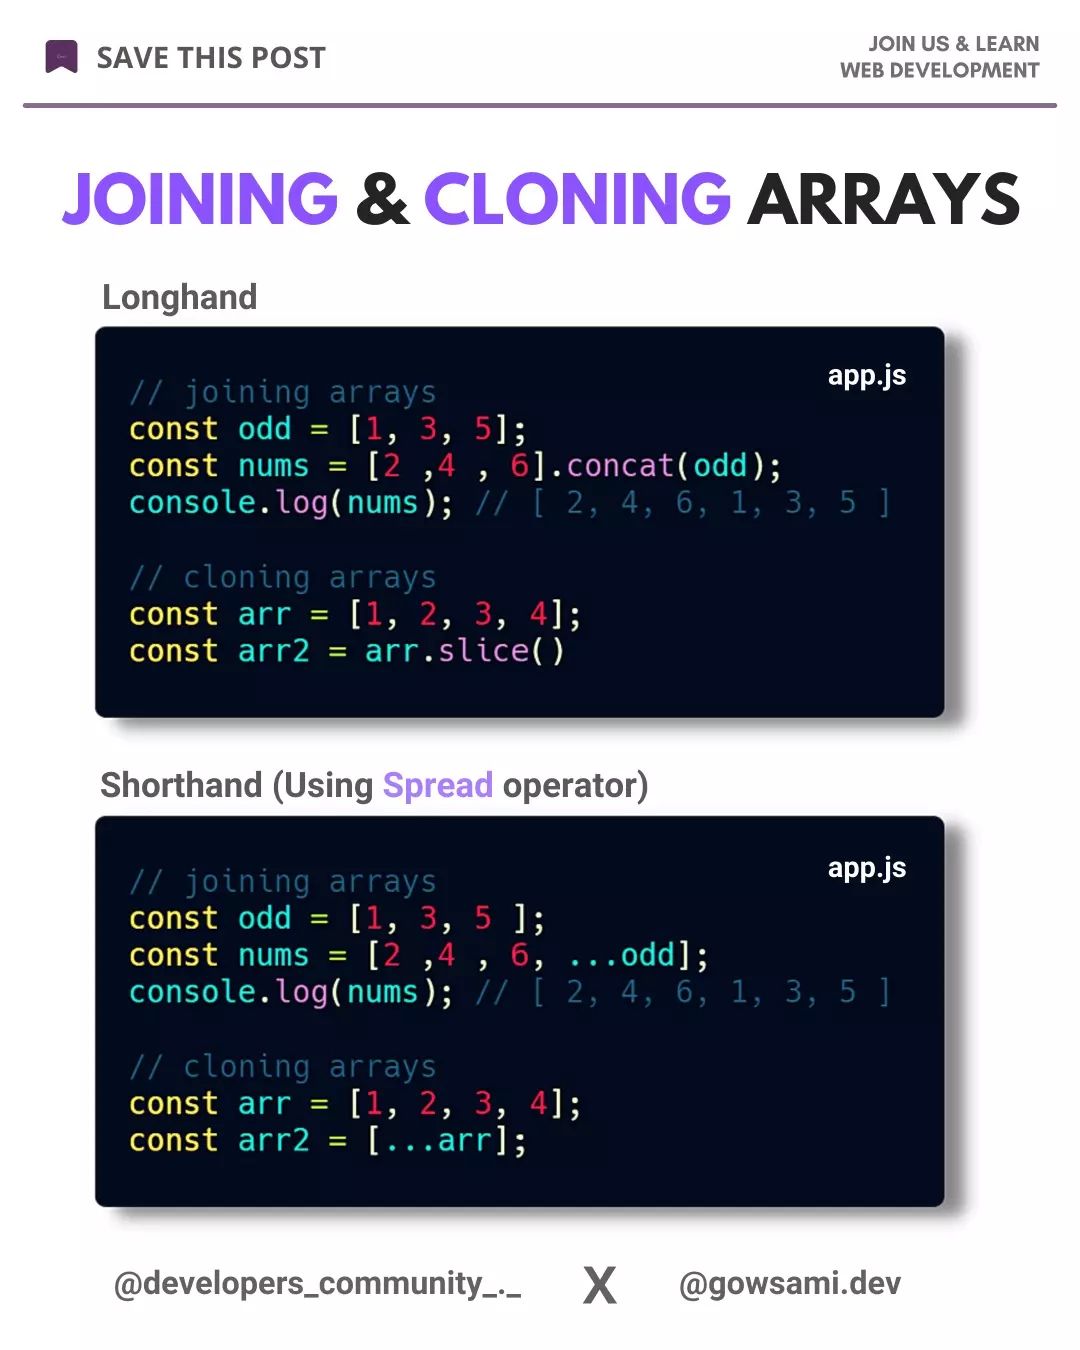 SAVE THIS POST
JOIN US & LEARN
WEB DEVELOPMENT
JOINING & CLONING ARRAYS
Longhand
app.js
// joining arrays
const odd = [1, 3, 5];
const nums = [2 ,4 , 6].concat(odd);
console.log(nums); // [ 2, 4, 6, 1, 3, 5 ]
// cloning arrays
const arr = [1, 2, 3, 4];
const arr2 = arr.slice()
Shorthand (Using Spread operator)
app.js
// joining arrays
const odd = [1, 3, 5 ];
const nums = [2 ,4 , 6, ...odd];
console.log(nums); // [ 2, 4, 6, 1, 3, 5 ]
// cloning arrays
const arr = [1, 2, 3, 4];
const arr2 = [...arr];
@developers_community_._ X @gowsami.dev